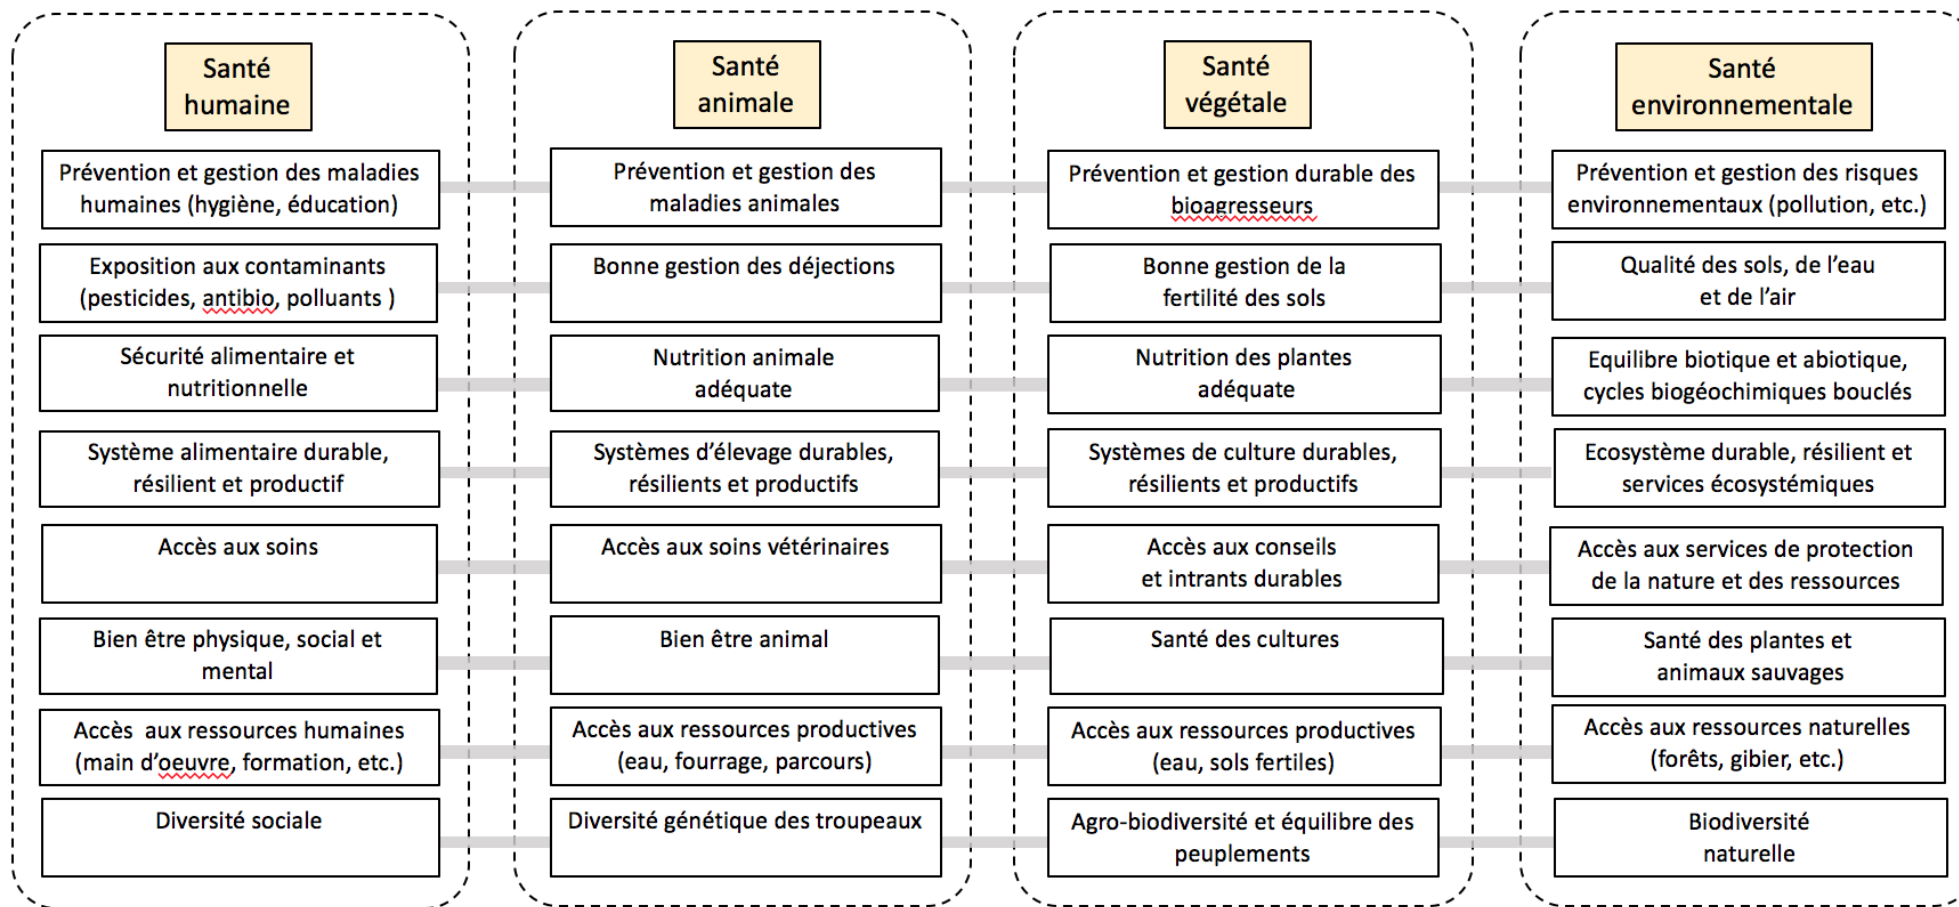 Santé
humaine
Santé
animale
Santé
végétale
Santé
environnementale
Prévention et gestion des maladies
humaines (hygiène, éducation)
Prévention et gestion des
maladies animales
Prévention et gestion durable des
bioagresseurs
Prévention et gestion des risques
environnementaux (pollution, etc.)
Exposition aux contaminants
(pesticides, antibio, polluants )
Bonne gestion des déjections
Bonne gestion de la
fertilité des sols
Qualité des sols, de l’eau
et de l’air
Sécurité alimentaire et
nutritionnelle
Nutrition animale
adéquate
Nutrition des plantes
adéquate
Equilibre biotique et abiotique,
cycles biogéochimiques bouclés
Système alimentaire durable,
résilient et productif
Systèmes d’élevage durables,
résilients et productifs
Systèmes de culture durables,
résilients et productifs
Ecosystème durable, résilient et
services écosystémiques
Accès aux soins
Accès aux soins vétérinaires
Accès aux conseils
et intrants durables
Accès aux services de protection
de la nature et des ressources
Bien être physique, social et
mental
Bien être animal
Santé des cultures
Santé des plantes et
animaux sauvages
Accès  aux ressources humaines
(main d’oeuvre, formation, etc.)
Accès aux ressources productives
(eau, fourrage, parcours)
Accès aux ressources productives
(eau, sols fertiles)
Accès aux ressources naturelles
(forêts, gibier, etc.)
Diversité sociale
Diversité génétique des troupeaux
Agro-biodiversité et équilibre des
peuplements
Biodiversité
naturelle